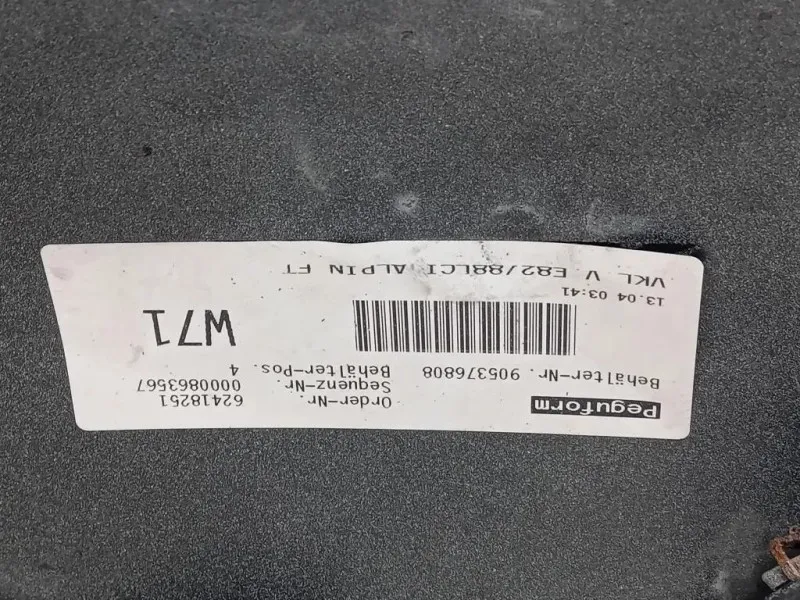 Peguform
Order-Nr. 62418251
Sequenz-Nr. 0000863567
Behälter-Nr. 905376808
Behälter-Pos. 4
13.04 03:41
W71
VKL V E82/88LCI ALPIN FT